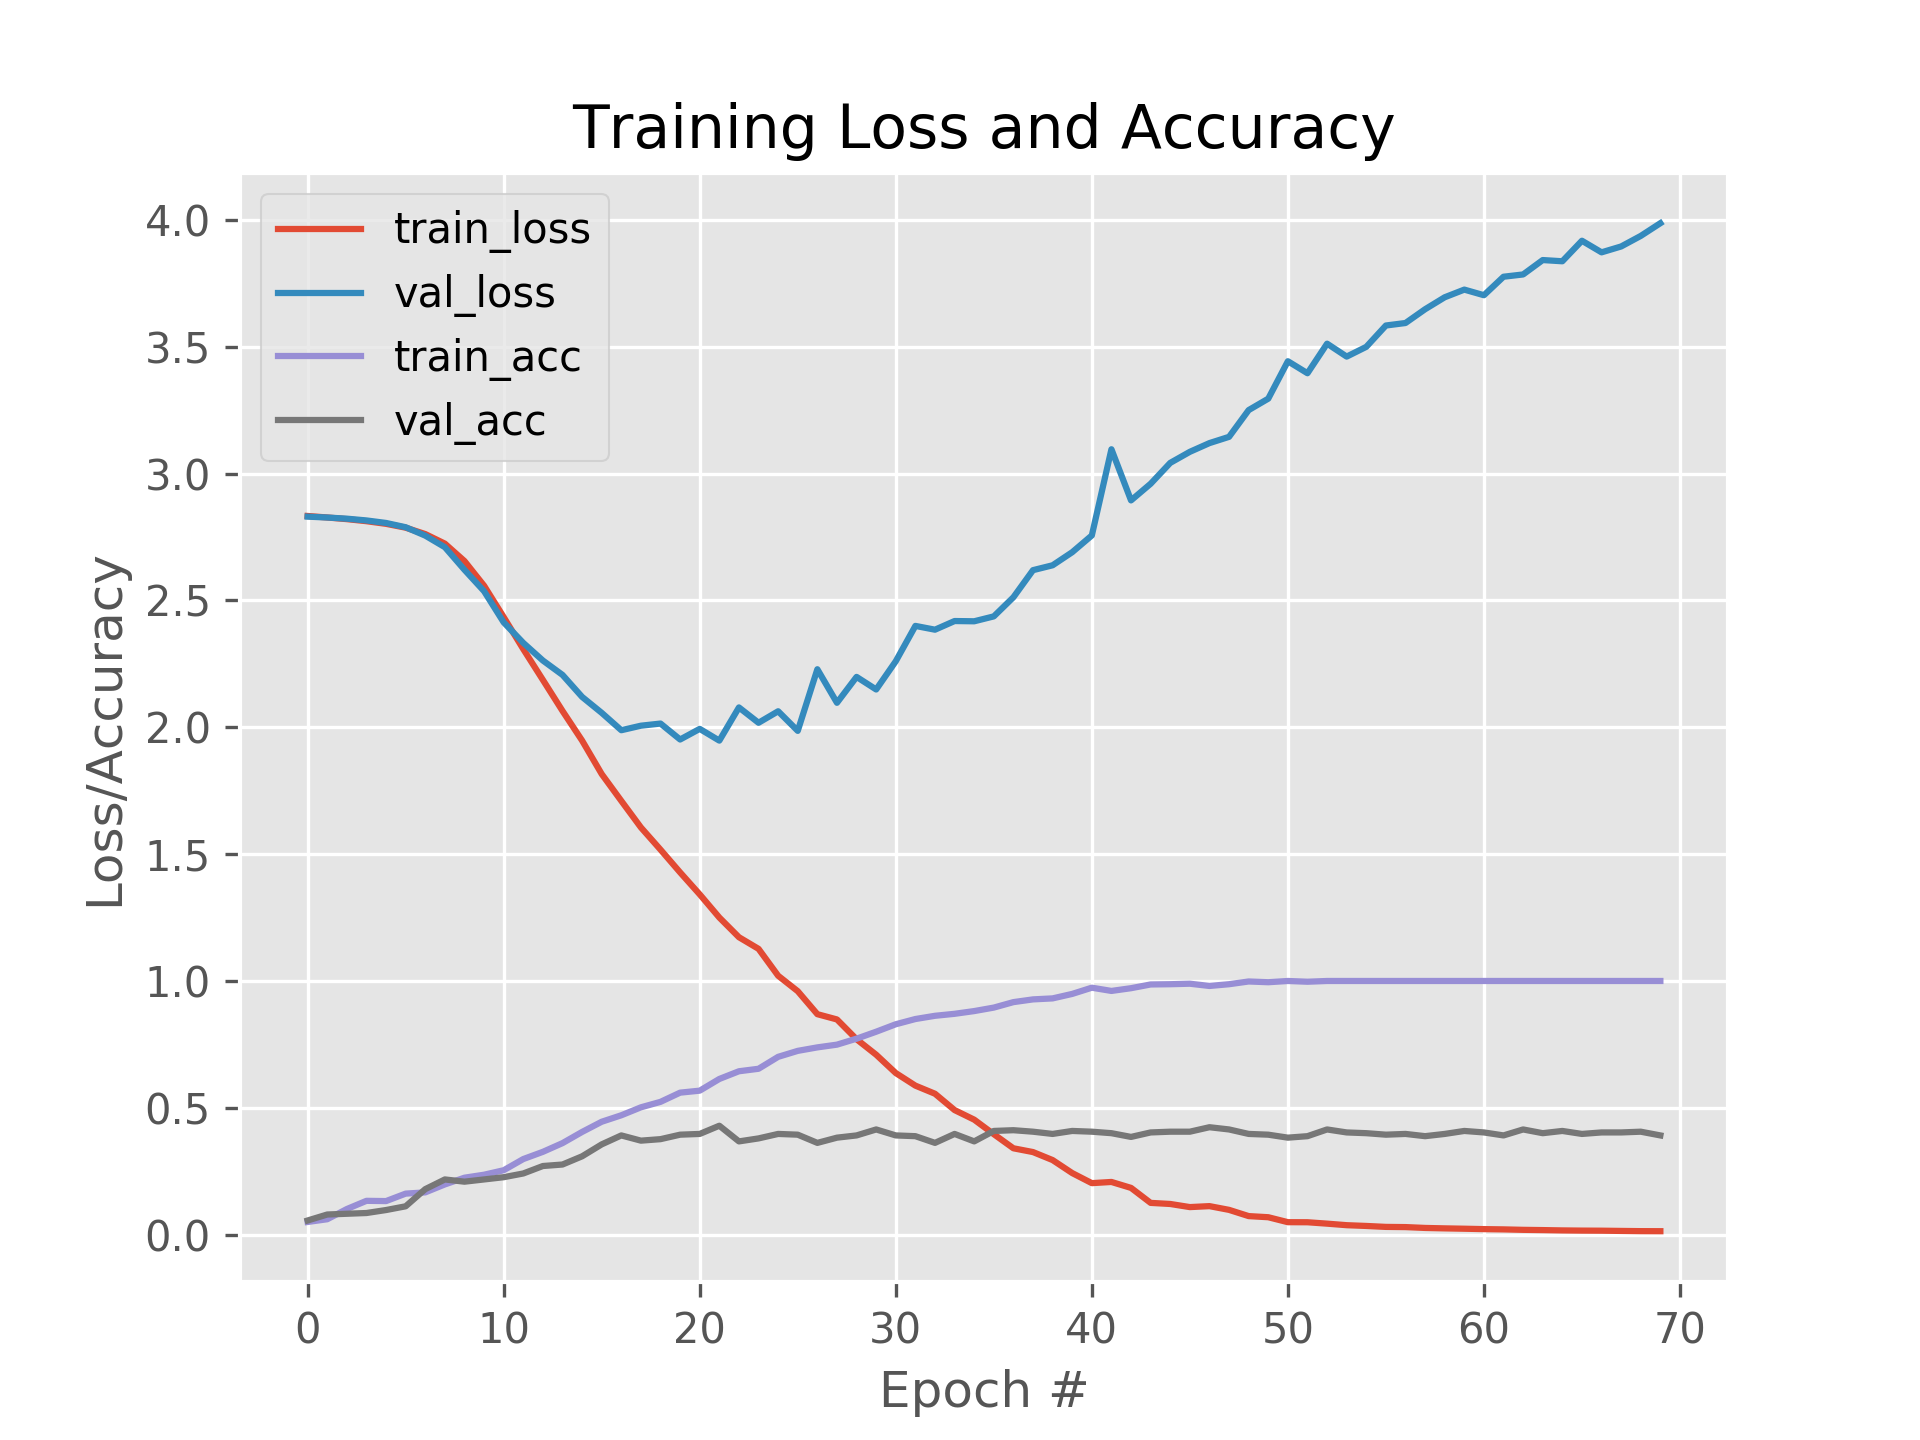 Training Loss and Accuracy
train_loss
val_loss
train_acc
val_acc
4.0
3.5
3.0
2.5
2.0
1.5
1.0
0.5
0.0
Loss/Accuracy
0 10 20 30 40 50 60 70
Epoch #